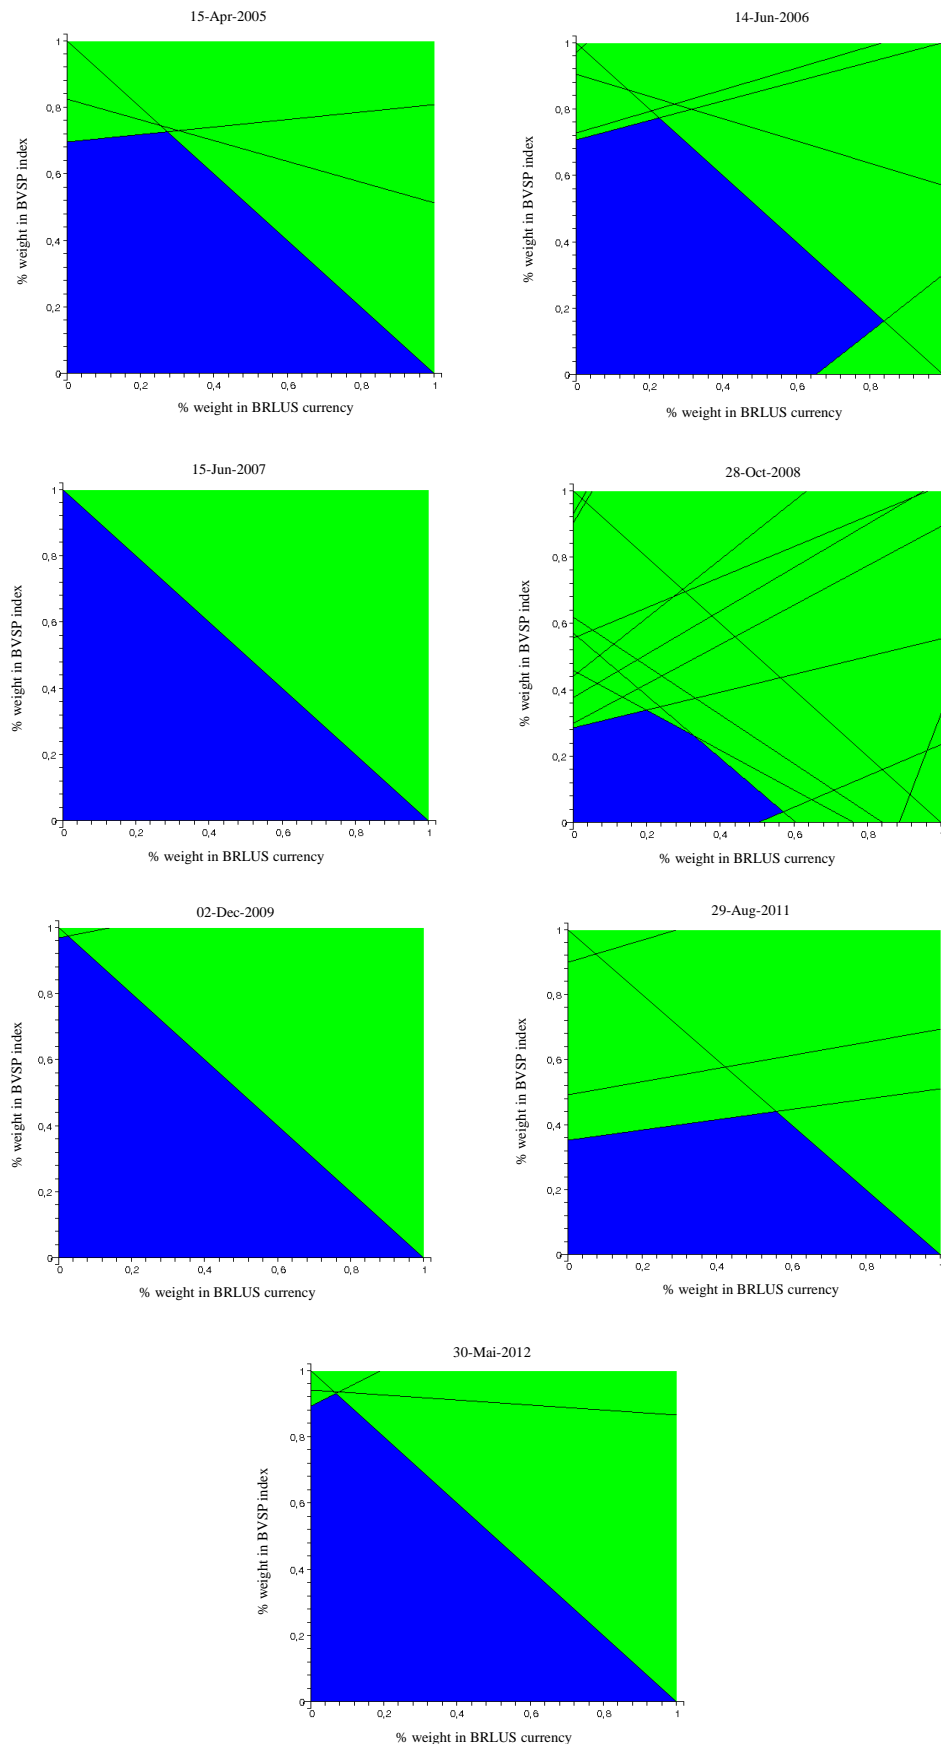 15-Apr-2005
14-Jun-2006
1
0,8
0,6
0,4
0,2
0
% weight in BVSP index
0 0,2 0,4 0,6 0,8 1
% weight in BRLUS currency
1
0,8
0,6
0,4
0,2
0
% weight in BVSP index
0 0,2 0,4 0,6 0,8
% weight in BRLUS currency
15-Jun-2007
28-Oct-2008
1
0,8
0,6
0,4
0,2
0
% weight in BVSP index
0 0,2 0,4 0,6 0,8 1
% weight in BRLUS currency
1
0,8
0,6
0,4
0,2
0
% weight in BVSP index
0 0,2 0,4 0,6 0,8
% weight in BRLUS currency
02-Dec-2009
29-Aug-2011
1
0,8
0,6
0,4
0,2
0
% weight in BVSP index
0 0,2 0,4 0,6 0,8 1
% weight in BRLUS currency
1
0,8
0,6
0,4
0,2
0
% weight in BVSP index
0 0,2 0,4 0,6 0,8
% weight in BRLUS currency
30-Mai-2012
1
0,8
0,6
0,4
0,2
0
% weight in BVSP index
0 0,2 0,4 0,6 0,8 1
% weight in BRLUS currency